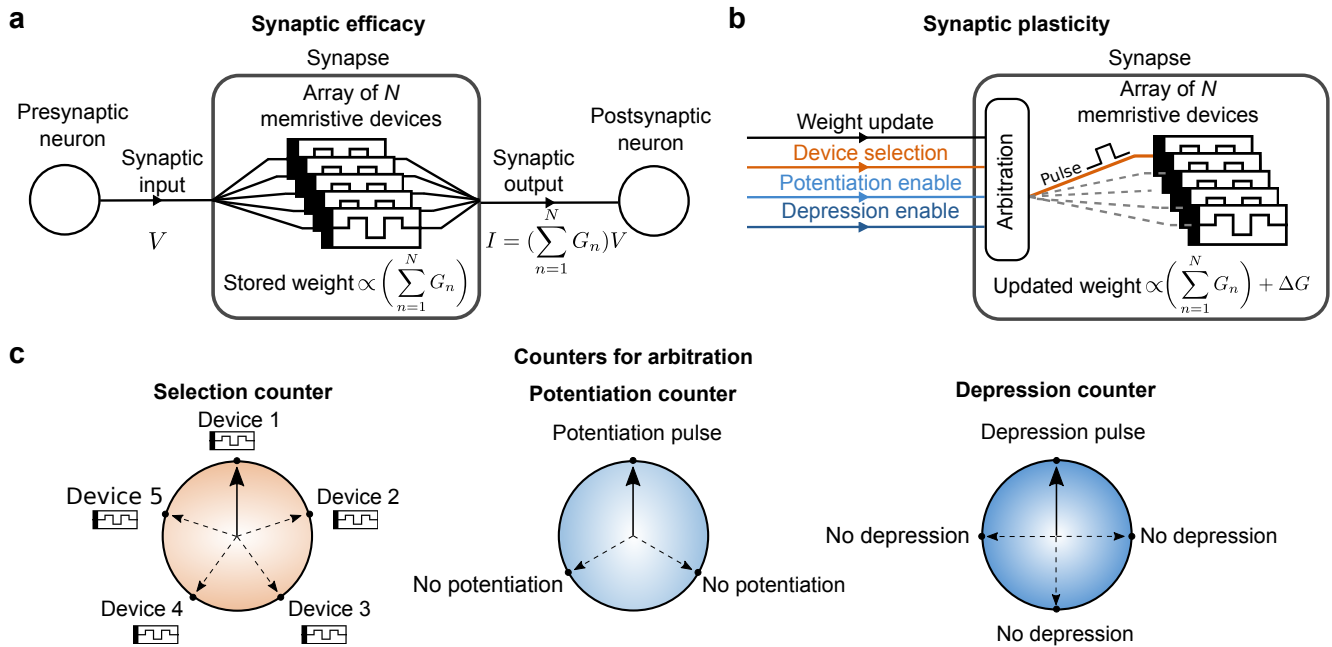 a
Synaptic efficacy
Synapse
Presynaptic
neuron
Synaptic
input
V
Array of N
memristive devices
Stored weight ∝ ( ∑_{n=1}^{N} G_n )
Synaptic
output
I = ( ∑_{n=1}^{N} G_n ) V
Postsynaptic
neuron
b
Synaptic plasticity
Synapse
Weight update
Device selection
Potentiation enable
Depression enable
Arbitration
Pulse
Array of N
memristive devices
Updated weight ∝ ( ∑_{n=1}^{N} G_n ) + ΔG
c
Counters for arbitration
Selection counter
Device 1
Device 5
Device 2
Device 4
Device 3
Potentiation counter
Potentiation pulse
No potentiation
No potentiation
Depression counter
Depression pulse
No depression
No depression
No depression